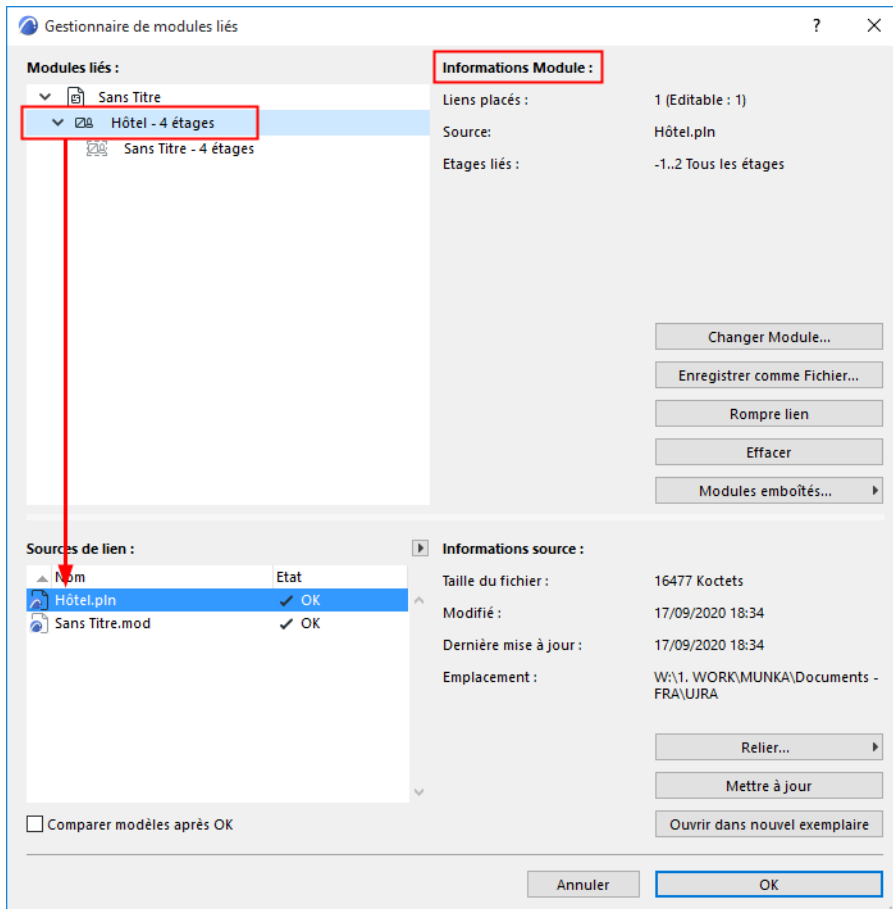 Gestionnaire de modules liés
?
Modules liés :
Sans Titre
Hôtel - 4 étages
Sans Titre - 4 étages
Informations Module :
Liens placés : 1 (Editable : 1)
Source: Hôtel.pln
Etages liés : -1..2 Tous les étages
Changer Module...
Enregistrer comme Fichier...
Rompre lien
Effacer
Modules emboîtés...
Sources de lien :
Nom Etat
Hôtel.pln OK
Sans Titre.mod OK
Informations source :
Taille du fichier : 16477 Koctets
Modifié : 17/09/2020 18:34
Dernière mise à jour : 17/09/2020 18:34
Emplacement : W:\1. WORK\MUNKA\Documents -
FRA\UJRA
Relier...
Mettre à jour
Ouvrir dans nouvel exemplaire
Comparer modèles après OK
Annuler
OK